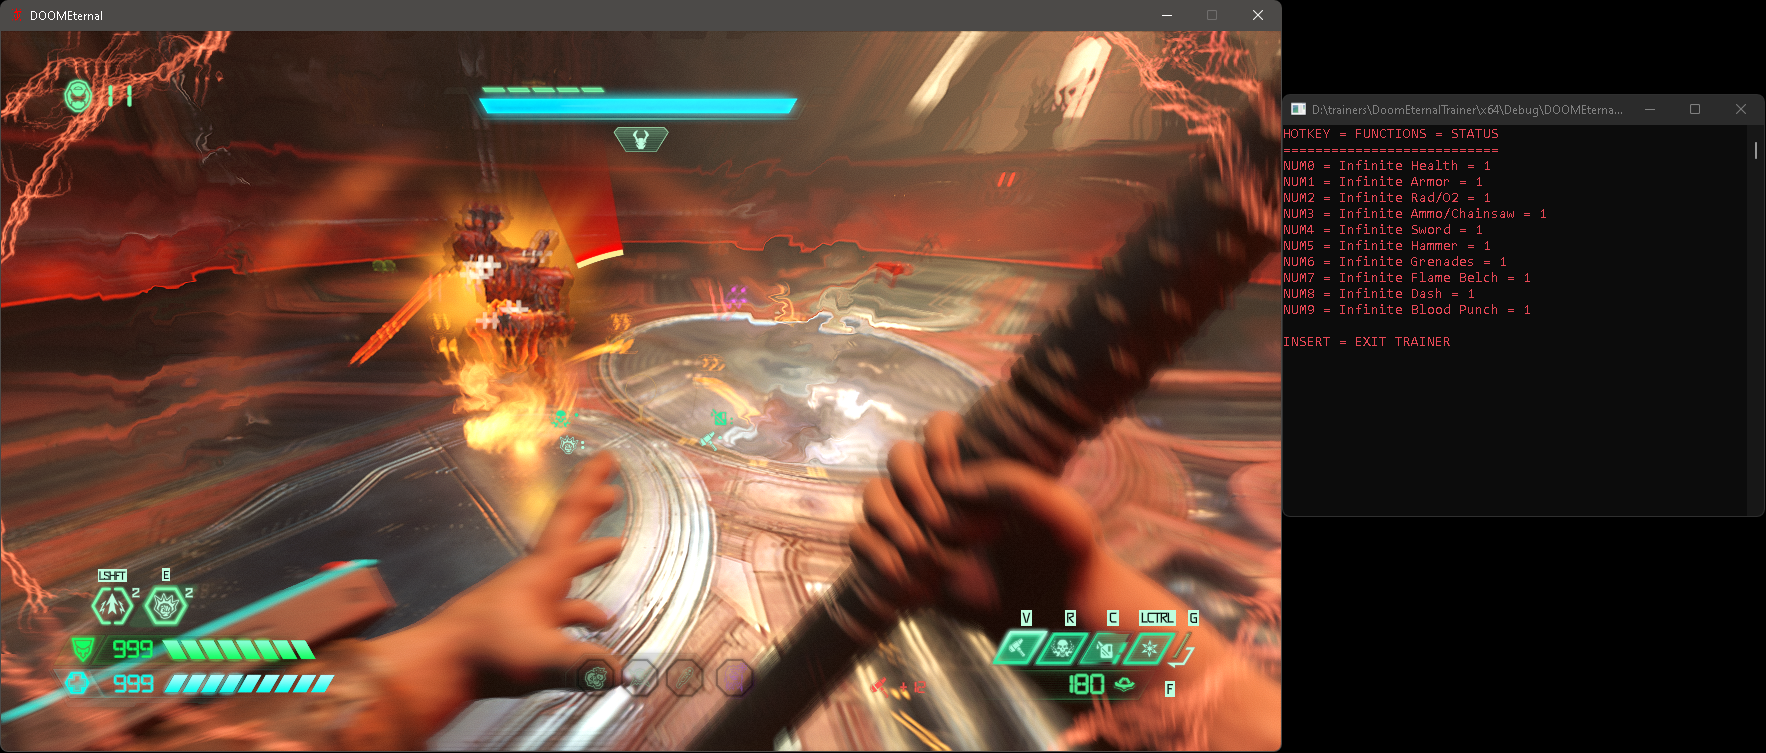 DOOMEternal
11
LSHFT
E
2
2
999
999
V
R
C
LCTRL
G
+12
180
F
D:\trainers\DoomEternalTrainer\x64\Debug\DOOMEterna...
HOTKEY = FUNCTIONS = STATUS
===========================
NUM0 = Infinite Health = 1
NUM1 = Infinite Armor = 1
NUM2 = Infinite Rad/O2 = 1
NUM3 = Infinite Ammo/Chainsaw = 1
NUM4 = Infinite Sword = 1
NUM5 = Infinite Hammer = 1
NUM6 = Infinite Grenades = 1
NUM7 = Infinite Flame Belch = 1
NUM8 = Infinite Dash = 1
NUM9 = Infinite Blood Punch = 1
INSERT = EXIT TRAINER